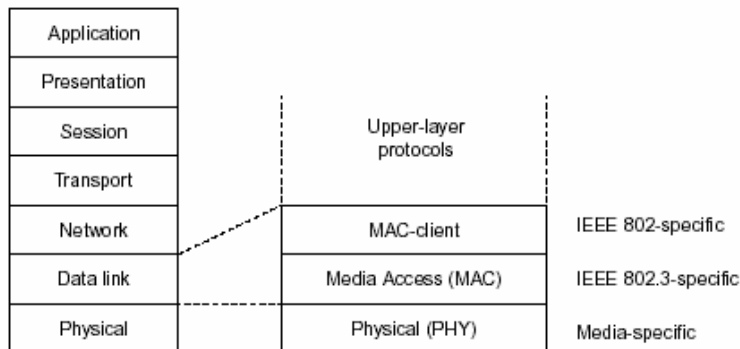 Application
Presentation
Session
Transport
Network
Data link
Physical
Upper-layer
protocols
MAC-client
Media Access (MAC)
Physical (PHY)
IEEE 802-specific
IEEE 802.3-specific
Media-specific